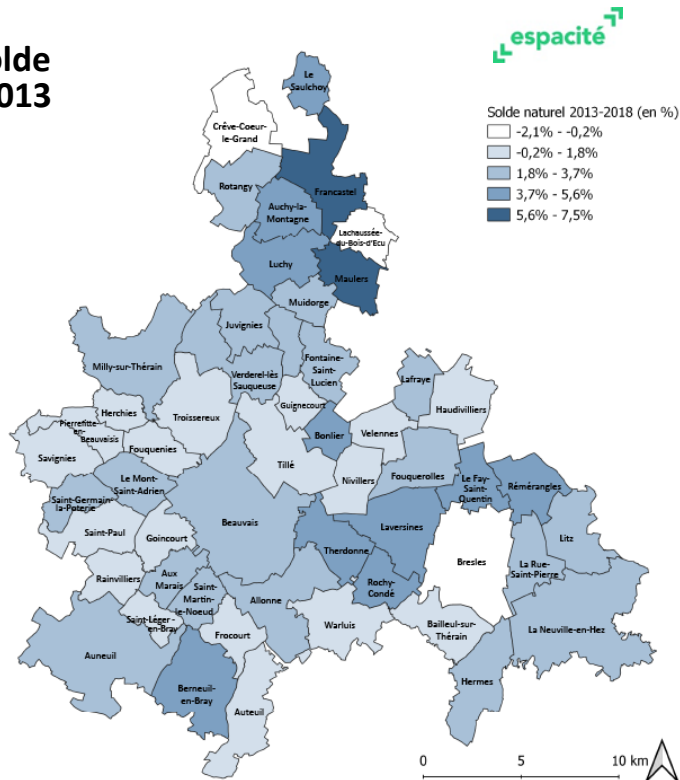 olde
013
espacité
Solde naturel 2013-2018 (en %)
-2,1% - -0,2%
-0,2% - 1,8%
1,8% - 3,7%
3,7% - 5,6%
5,6% - 7,5%
Le
Saulchoy
Crève-Coeur-
le-Grand
Rotangy
Francastel
Auchy-la-
Montagne
Lachaussée-
du-Bois-d'Ecu
Luchy
Maulers
Muidorge
Juvignies
Milly-sur-Thérain
Verderel-lès
Sauqueuse
Fontaine-
Saint-
Lucien
Lafraye
Haudivilliers
Herchies
Troissereux
Guignecourt
Pierrefitte-
en-
Beauvaisis
Fouquenies
Bonlier
Velennes
Savignies
Tillé
Nivillers
Fouquerolles
Le Mont-
Saint-Adrien
Le Fay-
Saint-
Quentin
Rémérangles
Saint-Germain-
la-Poterie
Beauvais
Laversines
Saint-Paul
Goincourt
Therdonne
Litz
Bresles
La Rue-
Saint-Pierre
Rainvilliers
Aux
Marais
Saint-
Martin-
le-Noeud
Rochy-
Condé
Allonne
Saint-Léger -
en-Bray
Frocourt
Warluis
Bailleul-sur-
Thérain
La Neuville-en-Hez
Auneuil
Berneuil-
en-Bray
Auteuil
Hermes
0 5 10 km